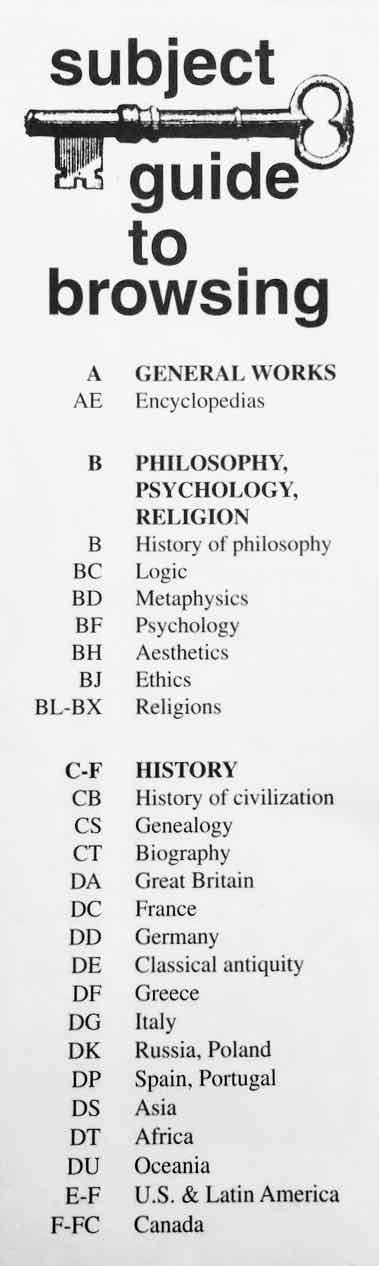 subject
guide
to
browsing
A GENERAL WORKS
AE Encyclopedias
B PHILOSOPHY,
PSYCHOLOGY,
RELIGION
B History of philosophy
BC Logic
BD Metaphysics
BF Psychology
BH Aesthetics
BJ Ethics
BL-BX Religions
C-F HISTORY
CB History of civilization
CS Genealogy
CT Biography
DA Great Britain
DC France
DD Germany
DE Classical antiquity
DF Greece
DG Italy
DK Russia, Poland
DP Spain, Portugal
DS Asia
DT Africa
DU Oceania
E-F U.S. & Latin America
F-FC Canada